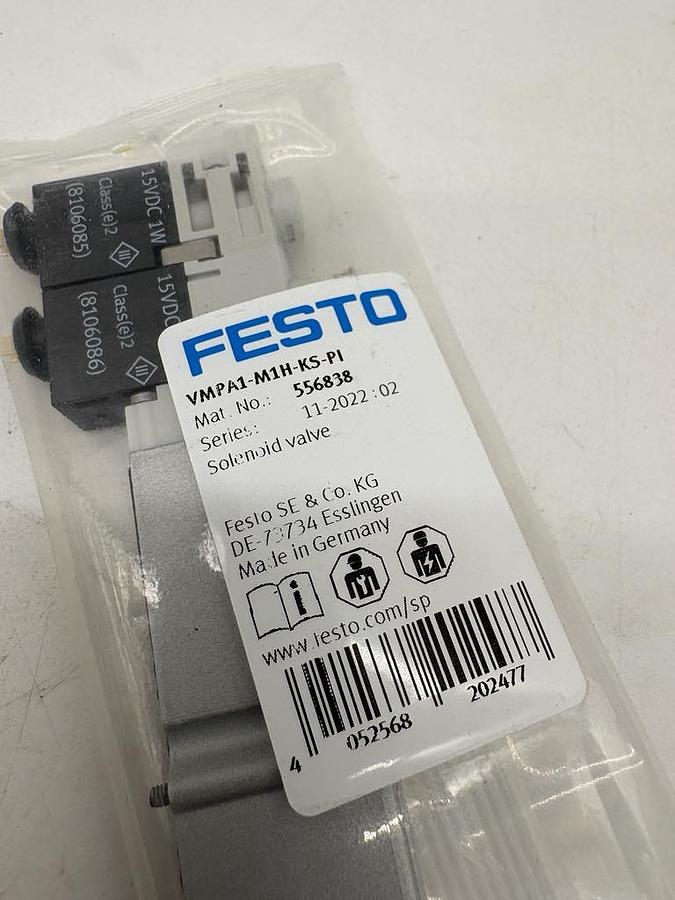 15VDC 1W
Class(e)2
(8106085)
15VDC
Class(e)2
(8106086)
FESTO
VMPA1-M1H-KS-PI
Mat. No.: 556838
Series: 11-2022:02
Solenoid valve
Festo SE & Co. KG
DE-73734 Esslingen
Made in Germany
www.festo.com/sp
4 052568 202477